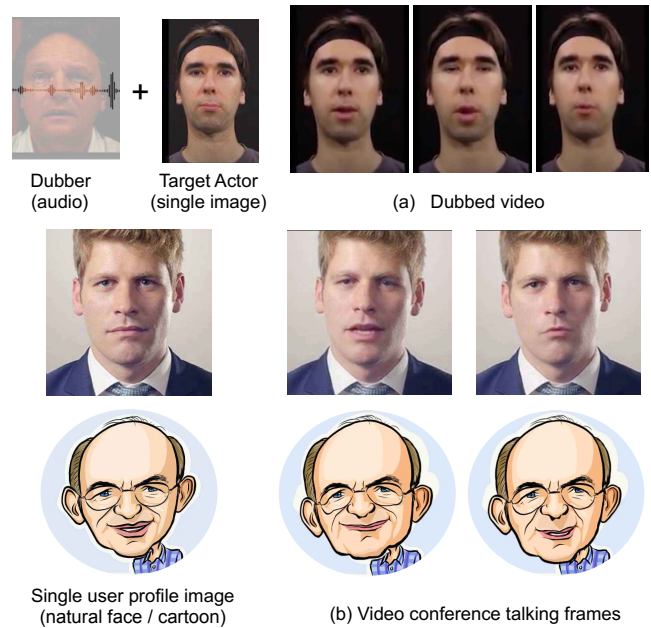 +
Dubber
(audio)
Target Actor
(single image)
(a) Dubbed video
Single user profile image
(natural face / cartoon)
(b) Video conference talking frames